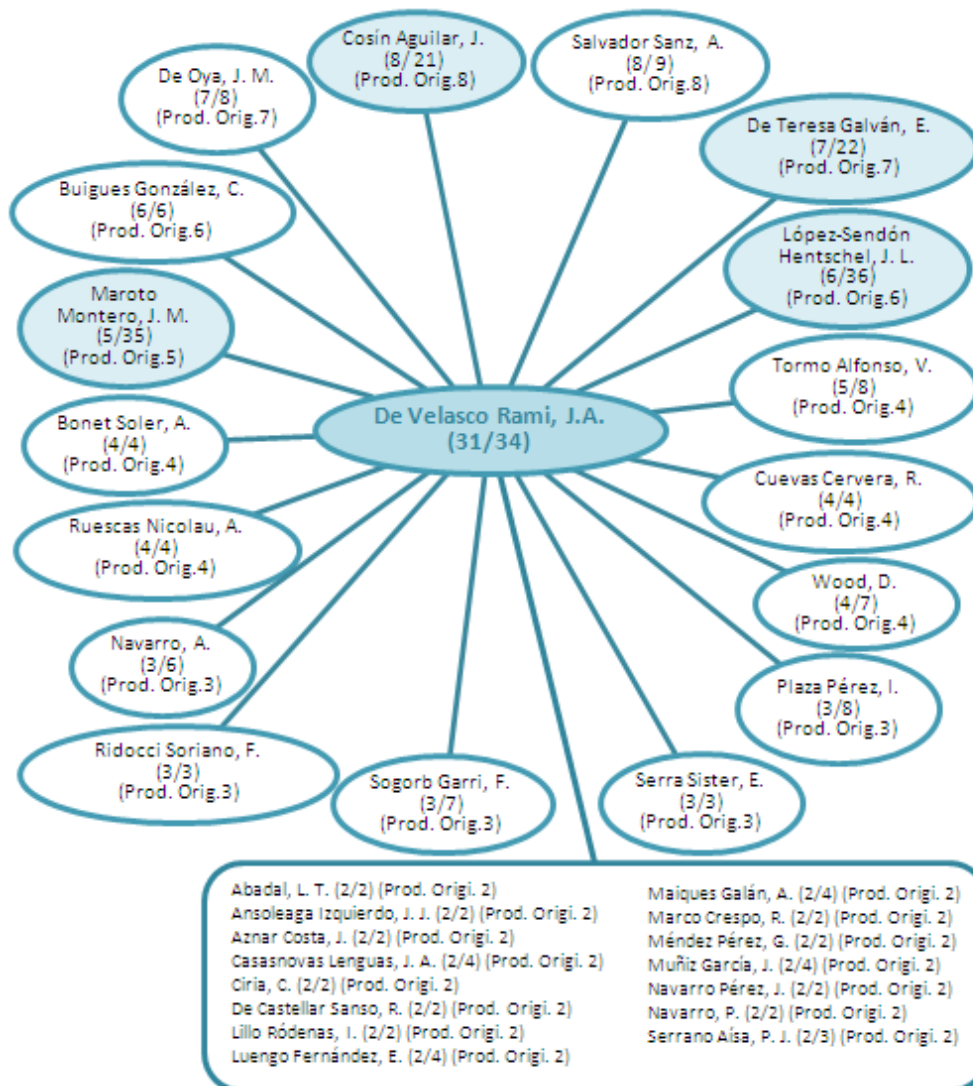 Cosín Aguilar, J.
(8/ 21)
(Prod. Orig.8)
Salvador Sanz, A.
(8/ 9)
(Prod. Orig.8)
De Oya, J. M.
(7/8)
(Prod. Orig.7)
De Teresa Galván, E.
(7/22)
(Prod. Orig.7)
Buigues González, C.
(6/6)
(Prod. Orig.6)
López-Sendón
Hentschel, J. L.
(6/36)
(Prod. Orig.6)
Maroto
Montero, J. M.
(5/35)
(Prod. Orig.5)
Tormo Alfonso, V.
(5/8)
(Prod. Orig.4)
De Velasco Rami, J.A.
(31/34)
Bonet Soler, A.
(4/4)
(Prod. Orig.4)
Cuevas Cervera, R.
(4/4)
(Prod. Orig.4)
Ruescas Nicolau, A.
(4/4)
(Prod. Orig.4)
Wood, D.
(4/7)
(Prod. Orig.4)
Navarro, A.
(3/6)
(Prod. Orig.3)
Plaza Pérez, I.
(3/8)
(Prod. Orig.3)
Ridocci Soriano, F.
(3/3)
(Prod. Orig.3)
Sogorb Garri, F.
(3/7)
(Prod. Orig.3)
Serra Sister, E.
(3/3)
(Prod. Orig.3)
Abadal, L. T. (2/2) (Prod. Origi. 2)
Ansoleaga Izquierdo, J. J. (2/2) (Prod. Origi. 2)
Aznar Costa, J. (2/2) (Prod. Origi. 2)
Casasnovas Lenguas, J. A. (2/4) (Prod. Origi. 2)
Ciria, C. (2/2) (Prod. Origi. 2)
De Castellar Sanso, R. (2/2) (Prod. Origi. 2)
Lillo Ródenas, I. (2/2) (Prod. Origi. 2)
Luengo Fernández, E. (2/4) (Prod. Origi. 2)
Maiques Galán, A. (2/4) (Prod. Origi. 2)
Marco Crespo, R. (2/2) (Prod. Origi. 2)
Méndez Pérez, G. (2/2) (Prod. Origi. 2)
Muñiz García, J. (2/4) (Prod. Origi. 2)
Navarro Pérez, J. (2/2) (Prod. Origi. 2)
Navarro, P. (2/2) (Prod. Origi. 2)
Serrano Aísa, P. J. (2/3) (Prod. Origi. 2)